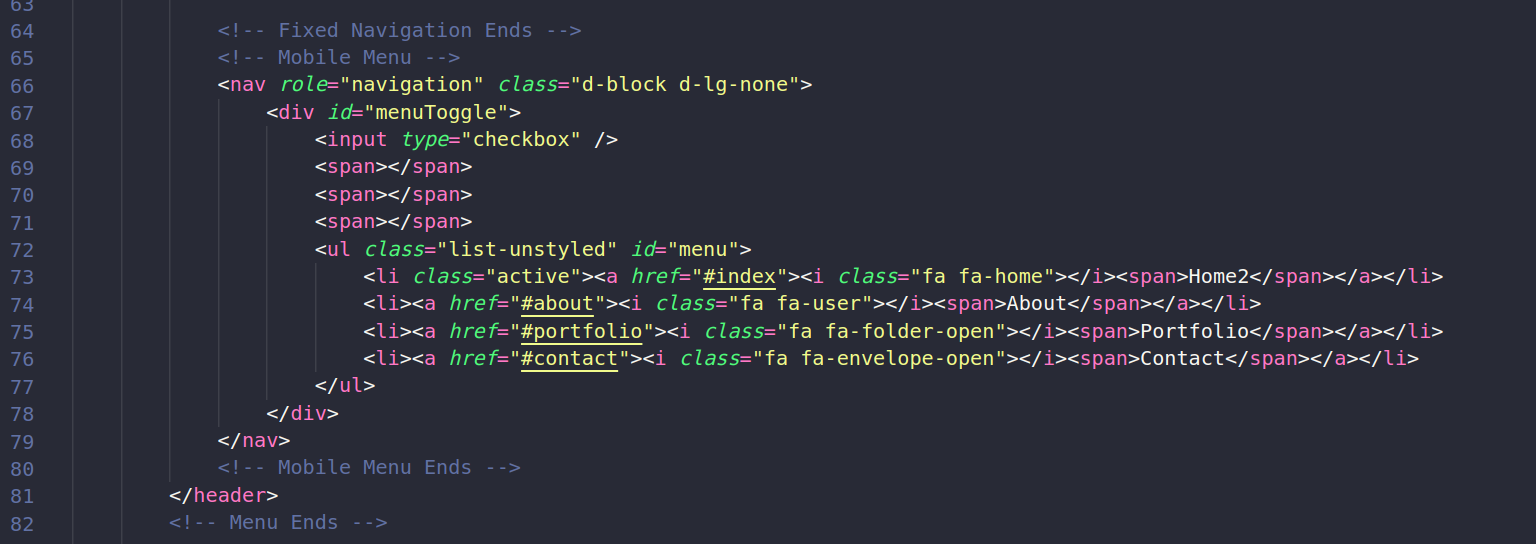 63
64 <!-- Fixed Navigation Ends -->
65 <!-- Mobile Menu -->
66 <nav role="navigation" class="d-block d-lg-none">
67 <div id="menuToggle">
68 <input type="checkbox" />
69 <span></span>
70 <span></span>
71 <span></span>
72 <ul class="list-unstyled" id="menu">
73 <li class="active"><a href="#index"><i class="fa fa-home"></i><span>Home2</span></a></li>
74 <li><a href="#about"><i class="fa fa-user"></i><span>About</span></a></li>
75 <li><a href="#portfolio"><i class="fa fa-folder-open"></i><span>Portfolio</span></a></li>
76 <li><a href="#contact"><i class="fa fa-envelope-open"></i><span>Contact</span></a></li>
77 </ul>
78 </div>
79 </nav>
80 <!-- Mobile Menu Ends -->
81 </header>
82 <!-- Menu Ends -->